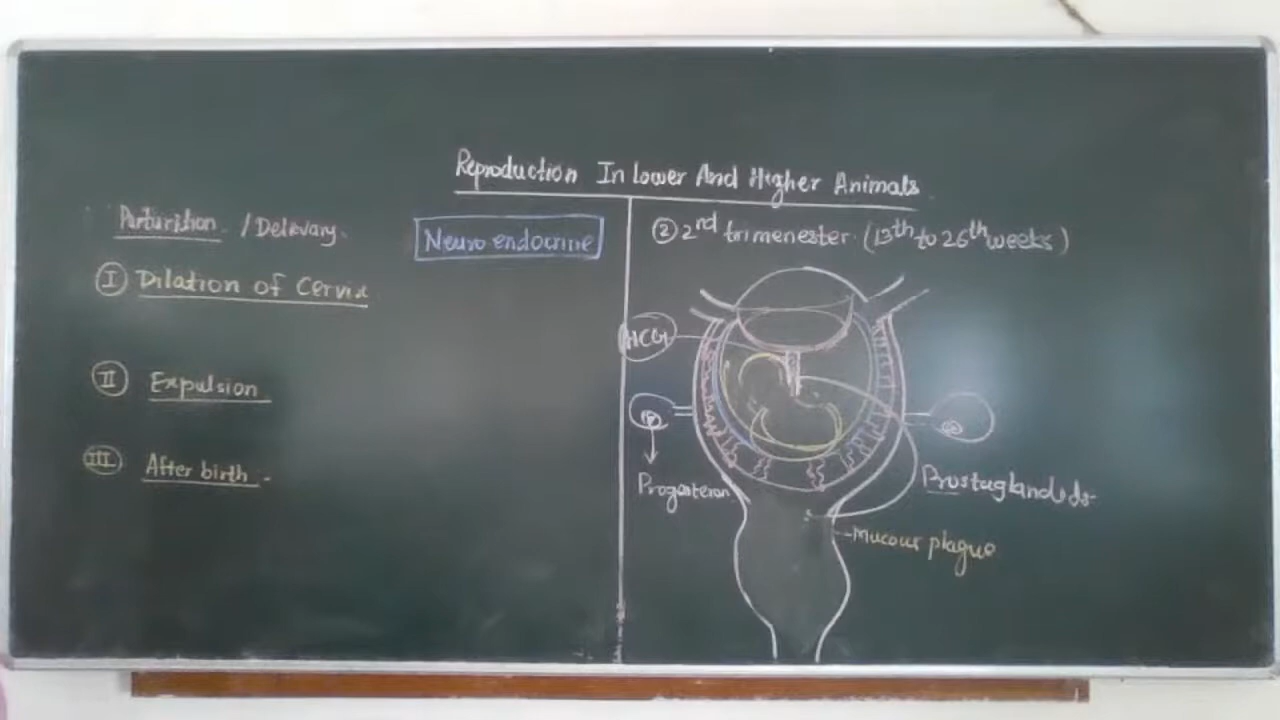 Reproduction In Lower And Higher Animals
Parturition / Delevary.
Neuro endocrine
I Dilation of Cervix
II Expulsion
III After birth -
② 2nd trimenester (13th to 26th weeks)
HCG
Progesteron
Prostaglandids
mucour plague